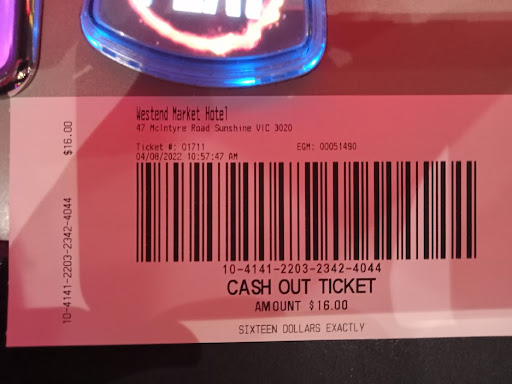 Westend Market Hotel
47 McIntyre Road Sunshine VIC 3020
Ticket #: 01711 EGM: 00051490
04/08/2022 10:57:47 AM
10-4141-2203-2342-4044
CASH OUT TICKET
AMOUNT $16.00
SIXTEEN DOLLARS EXACTLY
$16.00
10-4141-2203-2342-4044